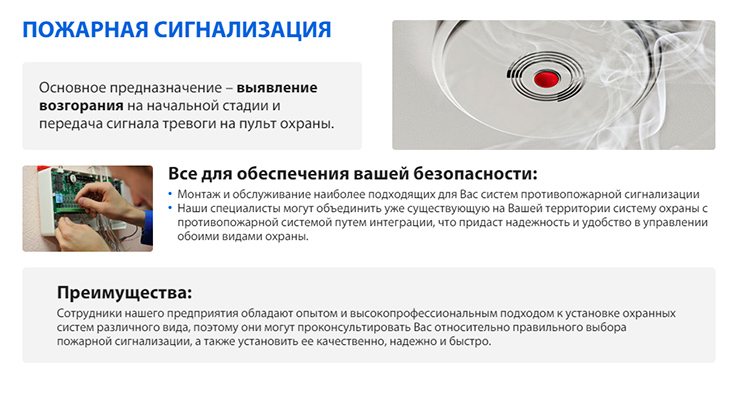 ПОЖАРНАЯ СИГНАЛИЗАЦИЯ
Основное предназначение – выявление
возгорания на начальной стадии и
передача сигнала тревоги на пульт охраны.
Все для обеспечения вашей безопасности:
• Монтаж и обслуживание наиболее подходящих для Вас систем противопожарной сигнализации
• Наши специалисты могут объединить уже существующую на Вашей территории систему охраны с
противопожарной системой путем интеграции, что придаст надежность и удобство в управлении
обоими видами охраны.
Преимущества:
Сотрудники нашего предприятия обладают опытом и высокопрофессиональным подходом к установке охранных
систем различного вида, поэтому они могут проконсультировать Вас относительно правильного выбора
пожарной сигнализации, а также установить ее качественно, надежно и быстро.